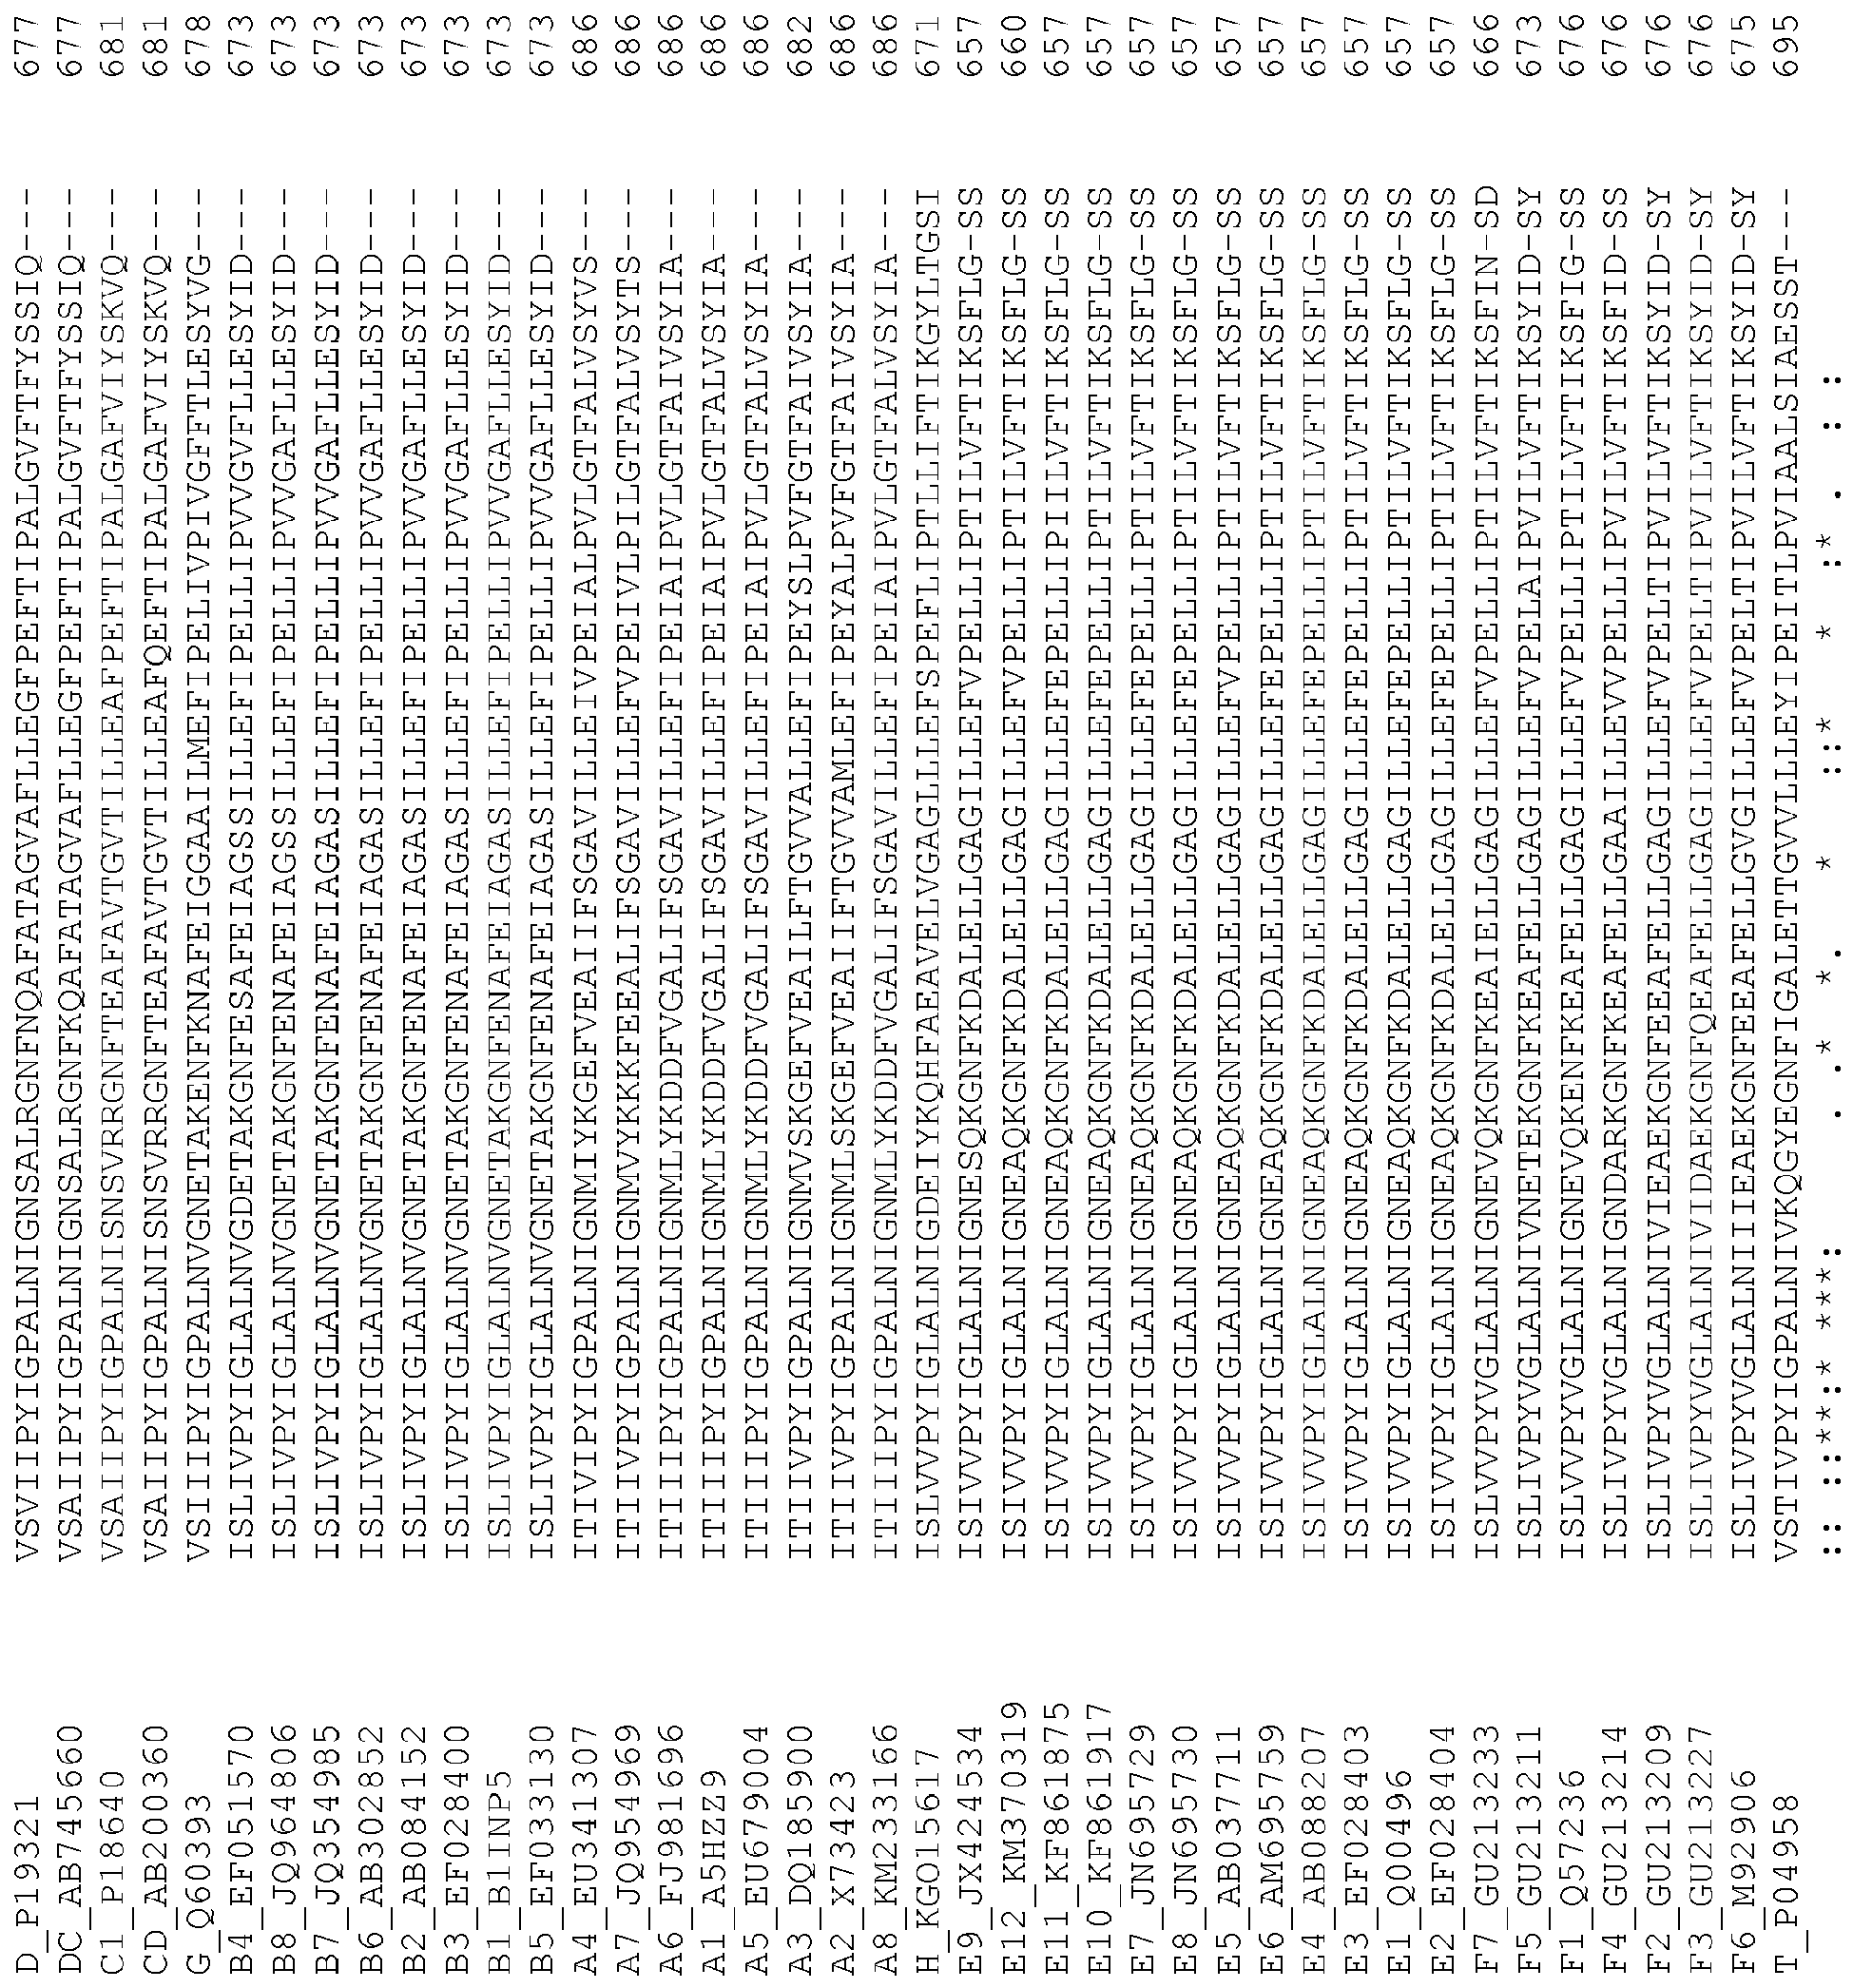 D_P19321 VSVIIPYIGPALNIGNSALRGNFNQAFATAGVAFLLEGFPEFTIPALGVFTFYSSIQ--- 677
DC_AB745660 VSAIIPYIGPALNIGNSALRGNFKQAFATAGVAFLLEGFPEFTIPALGVFTFYSSIQ--- 677
C1_P18640 VSAIIPYIGPALNISNSVRRGNFTEAFAVTGVTILLEAFPEFTIPALGAFVIYSKVQ--- 681
CD_AB200360 VSAIIPYIGPALNISNSVRRGNFTEAFAVTGVTILLEAFQEFTIPALGAFVIYSKVQ--- 681
G_Q60393 VSIIIPYIGPALNVGNETAKENFKNAFEIGGAAILMEFIPELIVPIVGFFTLESYVG--- 678
B4_EF051570 ISLIVPYIGLALNVGDETAKGNFESAFEIAGSSILLEFIPELLIPVVGVFLLESYID--- 673
B8_JQ964806 ISLIVPYIGLALNVGNETAKGNFENAFEIAGSSILLEFIPELLIPVVGAFLLESYID--- 673
B7_JQ354985 ISLIVPYIGLALNVGNETAKGNFENAFEIAGASILLEFIPELLIPVVGAFLLESYID--- 673
B6_AB302852 ISLIVPYIGLALNVGNETAKGNFENAFEIAGASILLEFIPELLIPVVGAFLLESYID--- 673
B2_AB084152 ISLIVPYIGLALNVGNETAKGNFENAFEIAGASILLEFIPELLIPVVGAFLLESYID--- 673
B3_EF028400 ISLIVPYIGLALNVGNETAKGNFENAFEIAGASILLEFIPELLIPVVGAFLLESYID--- 673
B1_B1INP5 ISLIVPYIGLALNVGNETAKGNFENAFEIAGASILLEFIPELLIPVVGAFLLESYID--- 673
B5_EF033130 ISLIVPYIGLALNVGNETAKGNFENAFEIAGASILLEFIPELLIPVVGAFLLESYID--- 673
A4_EU341307 ITIVIPYIGPALNIGNMIYKGEFVEAIIFSGAVILLEIVPEIALPVLGTFALVSYVS--- 686
A7_JQ954969 ITIIVPYIGPALNIGNMVYKKKFEEALIFSGAVILLEFVPEIVLPILGTFALVSYTS--- 686
A6_FJ981696 ITIIIPYIGPALNIGNMLYKDDFVGALIFSGAVILLEFIPEIAIPVLGTFAIVSYIA--- 686
A1_A5HZZ9 ITIIIPYIGPALNIGNMLYKDDFVGALIFSGAVILLEFIPEIAIPVLGTFALVSYIA--- 686
A5_EU679004 ITIIIPYIGPALNIGNMLYKDDFVGALIFSGAVILLEFIPEIAIPVLGTFALVSYIA--- 686
A3_DQ185900 ITIIVPYIGPALNIGNMVSKGEFVEAILFTGVVALLEFIPEYSLPVFGTFAIVSYIA--- 682
A2_X73423 ITIIVPYIGPALNIGNMLSKGEFVEAIIFTGVVAMLEFIPEYALPVFGTFAIVSYIA--- 686
A8_KM233166 ITIIIPYIGPALNIGNMLYKDDFVGALIFSGAVILLEFIPEIAIPVLGTFALVSYIA--- 686
H_KGO15617 ISLVVPYIGLALNIGDEIYKQHFAEAVELVGAGLLLEFSPEFLIPTLLIFTIKGYLTGSI 671
E9_JX424534 ISIVVPYIGLALNIGNESQKGNFKDALELLGAGILLEFVPELLIPTILVFTIKSFLG-SS 657
E12_KM370319 ISIVVPYIGLALNIGNEAQKGNFKDALELLGAGILLEFVPELLIPTILVFTIKSFLG-SS 660
E11_KF861875 ISIVVPYIGLALNIGNEAQKGNFKDALELLGAGILLEFEPELLIPIILVFTIKSFLG-SS 657
E10_KF861917 ISIVVPYIGLALNIGNEAQKGNFKDALELLGAGILLEFEPELLIPTILVFTIKSFLG-SS 657
E7_JN695729 ISIVVPYIGLALNIGNEAQKGNFKDALELLGAGILLEFEPELLIPTILVFTIKSFLG-SS 657
E8_JN695730 ISIVVPYIGLALNIGNEAQKGNFKDALELLGAGILLEFEPELLIPTILVFTIKSFLG-SS 657
E5_AB037711 ISIVVPYIGLALNIGNEAQKGNFKDALELLGAGILLEFVPELLIPTILVFTIKSFLG-SS 657
E6_AM695759 ISIVVPYIGLALNIGNEAQKGNFKDALELLGAGILLEFEPELLIPTILVFTIKSFLG-SS 657
E4_AB088207 ISIVVPYIGLALNIGNEAQKGNFKDALELLGAGILLEFEPELLIPTILVFTIKSFLG-SS 657
E3_EF028403 ISIVVPYIGLALNIGNEAQKGNFKDALELLGAGILLEFEPELLIPTILVFTIKSFLG-SS 657
E1_Q00496 ISIVVPYIGLALNIGNEAQKGNFKDALELLGAGILLEFEPELLIPTILVFTIKSFLG-SS 657
E2_EF028404 ISIVVPYIGLALNIGNEAQKGNFKDALELLGAGILLEFEPELLIPTILVFTIKSFLG-SS 657
F7_GU213233 ISLVVPYVGLALNIGNEVQKGNFKEAIELLGAGILLEFVPELLIPTILVFTIKSFIN-SD 666
F5_GU213211 ISLIVPYVGLALNIVNETEKGNFKEAFELLGAGILLEFVPELAIPVILVFTIKSYID-SY 673
F1_Q57236 ISLVVPYVGLALNIGNEVQKENFKEAFELLGAGILLEFVPELLIPTILVFTIKSFIG-SS 676
F4_GU213214 ISLIVPYVGLALNIGNDARKGNFKEAFELLGAAILLEVVPELLIPVILVFTIKSFID-SS 676
F2_GU213209 ISLIVPYVGLALNIVIEAEKGNFEEAFELLGAGILLEFVPELTIPVILVFTIKSYID-SY 676
F3_GU213227 ISLIVPYVGLALNIVIDAEKGNFQEAFELLGAGILLEFVPELTIPVILVFTIKSYID-SY 676
F6_M92906 ISLIVPYVGLALNIIIEAEKGNFEEAFELLGVGILLEFVPELTIPVILVFTIKSYID-SY 675
T_P04958 VSTIVPYIGPALNIVKQGYEGNFIGALETTGVVLLLEYIPEITLPVIAALSIAESST--- 695
:: ::**:* ***:     . .*  *.   *   ::*   *  :* .  : :